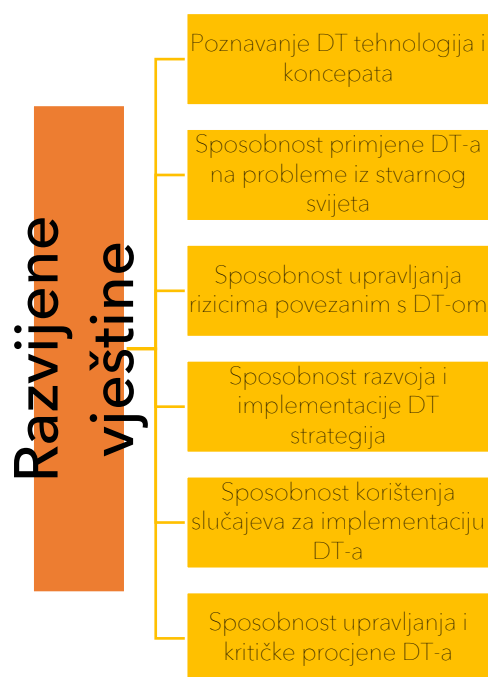 Razvijene
vještine
Poznavanje DT tehnologija i
koncepata
Sposobnost primjene DT-a
na probleme iz stvarnog
svijeta
Sposobnost upravljanja
rizicima povezanim s DT-om
Sposobnost razvoja i
implementacije DT
strategija
Sposobnost korištenja
slučajeva za implementaciju
DT-a
Sposobnost upravljanja i
kritičke procjene DT-a